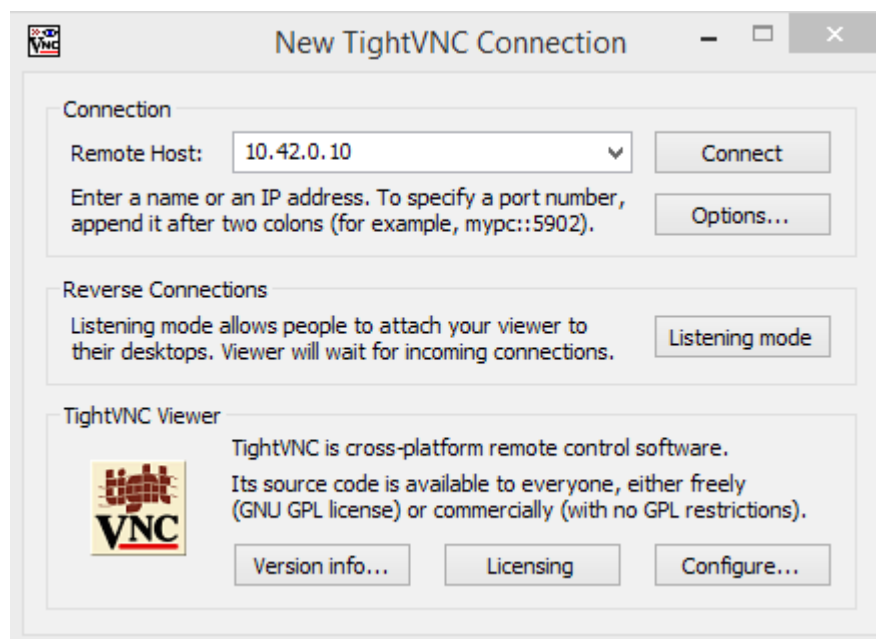 New TightVNC Connection
Connection
Remote Host: 10.42.0.10 Connect
Enter a name or an IP address. To specify a port number,
append it after two colons (for example, mypc::5902).
Options...
Reverse Connections
Listening mode allows people to attach your viewer to
their desktops. Viewer will wait for incoming connections.
Listening mode
TightVNC Viewer
tight
VNC
TightVNC is cross-platform remote control software.
Its source code is available to everyone, either freely
(GNU GPL license) or commercially (with no GPL restrictions).
Version info... Licensing Configure...